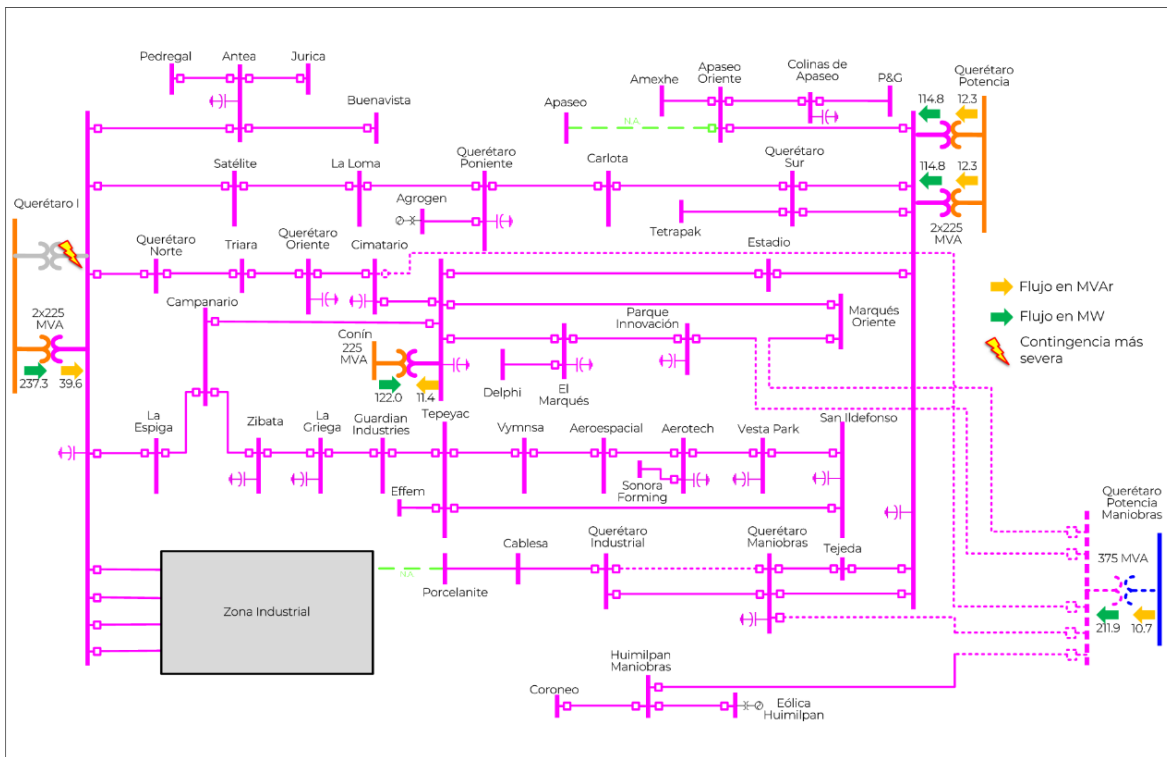 Pedregal
Antea
Jurica
Buenavista
Amexhe
Apaseo
Oriente
Colinas de
Apaseo
P&G
Querétaro
Potencia
Apaseo
N.A.
114.8
12.3
Satélite
La Loma
Querétaro
Poniente
Carlota
Querétaro
Sur
114.8
12.3
Agrogen
Tetrapak
2x225
MVA
Querétaro I
Querétaro
Norte
Triara
Querétaro
Oriente
Cimatario
Estadio
Campanario
2x225
MVA
237.3
39.6
Conín
225
MVA
122.0
11.4
Parque
Innovación
Marqués
Oriente
Delphi
El
Marqués
Flujo en MVAr
Flujo en MW
Contingencia más
severa
La
Espiga
Zibata
La
Griega
Guardian
Industries
Tepeyac
Vymnsa
Aeroespacial
Aerotech
Vesta Park
San Ildefonso
Effem
Sonora
Forming
Querétaro
Potencia
Maniobras
375 MVA
211.9
10.7
Zona Industrial
N.A.
Porcelanite
Cablesa
Querétaro
Industrial
Querétaro
Maniobras
Tejeda
Huimilpan
Maniobras
Coroneo
Eólica
Huimilpan